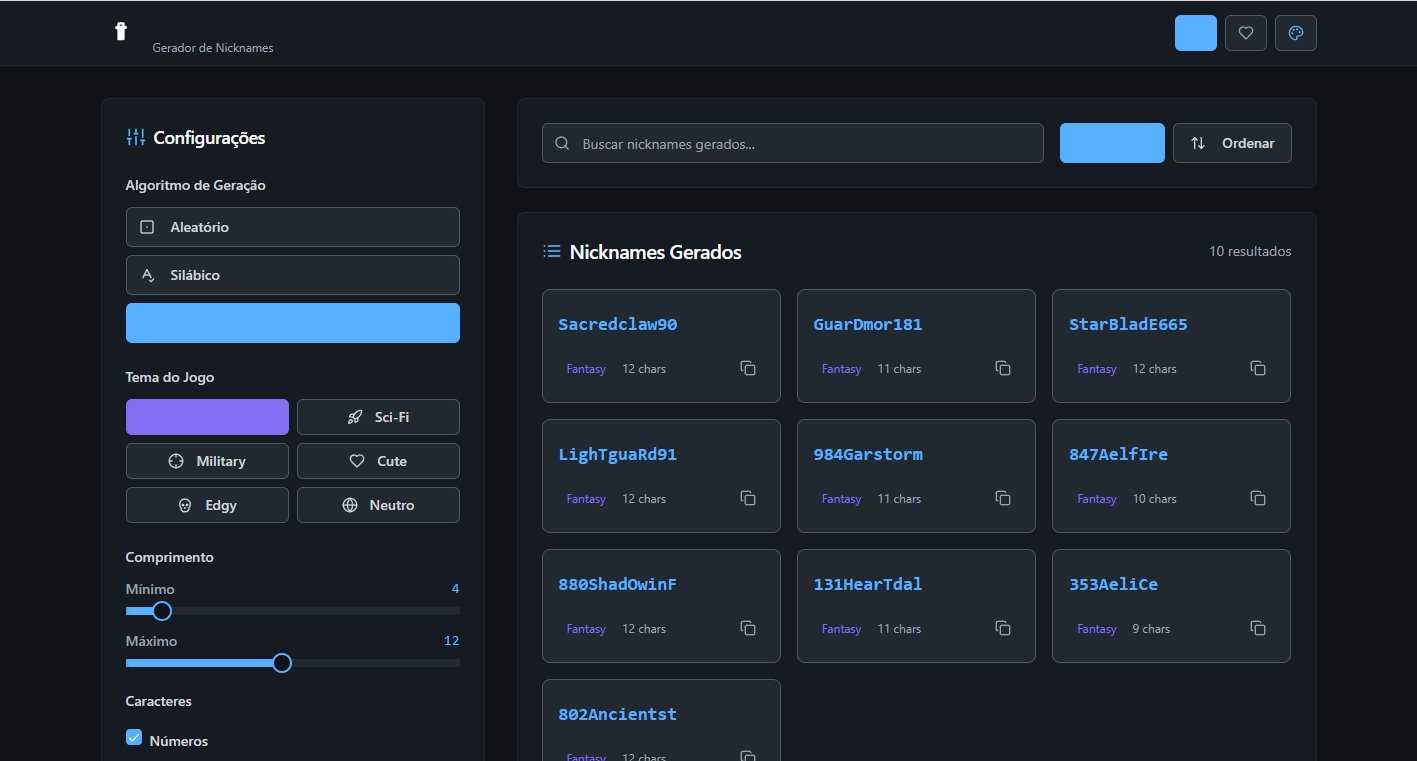 Gerador de Nicknames
Configurações
Algoritmo de Geração
Aleatório
Silábico
Tema do Jogo
Sci-Fi
Military
Cute
Edgy
Neutro
Comprimento
Mínimo 4
Máximo 12
Caracteres
Números
Buscar nicknames gerados...
Ordenar
Nicknames Gerados
10 resultados
Sacredclaw90
Fantasy 12 chars
GuarDmor181
Fantasy 11 chars
StarBladE665
Fantasy 12 chars
LighTguaRd91
Fantasy 12 chars
984Garstorm
Fantasy 11 chars
847AelfIre
Fantasy 10 chars
880ShadOwinF
Fantasy 12 chars
131HearTdal
Fantasy 11 chars
353AeliCe
Fantasy 9 chars
802Ancientst
Fantasy 12 chars